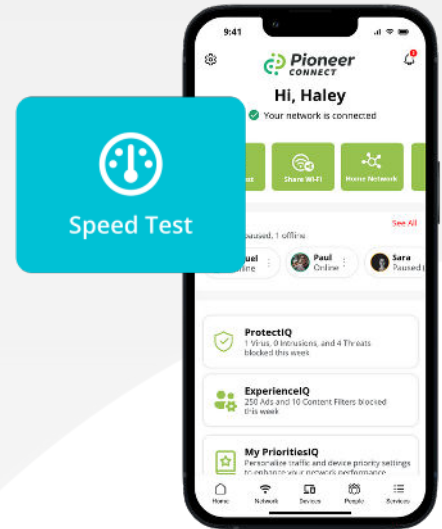 9:41
Pioneer
CONNECT
Hi, Haley
Your network is connected
Speed Test
Share Wi-Fi
Home Network
See All
paused, 1 offline
Paul
Online
Sara
Paused
ProtectIQ
1 Virus, 0 Intrusions, and 4 Threats
blocked this week
ExperienceIQ
250 Ads and 10 Content Filters blocked
this week
My PrioritiesIQ
Personalize traffic and device priority settings
to enhance your network performance
Home
Network
Devices
People
Services